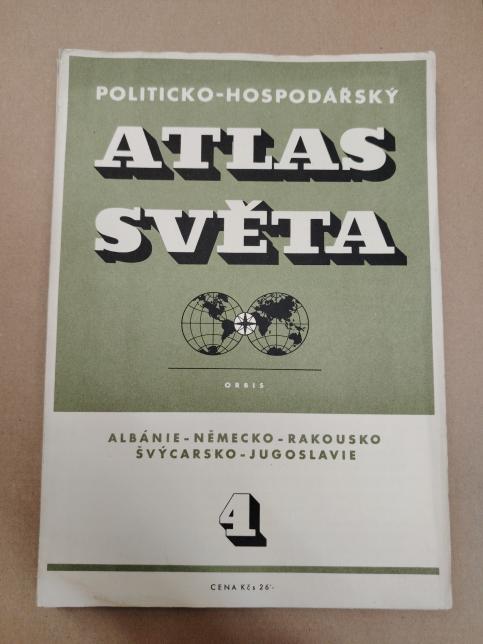 POLITICKO-HOSPODÁŘSKÝ
ATLAS
SVĚTA
ORBIS
ALBÁNIE-NĚMECKO-RAKOUSKO
ŠVÝCARSKO-JUGOSLAVIE
4
CENA Kčs 26'-